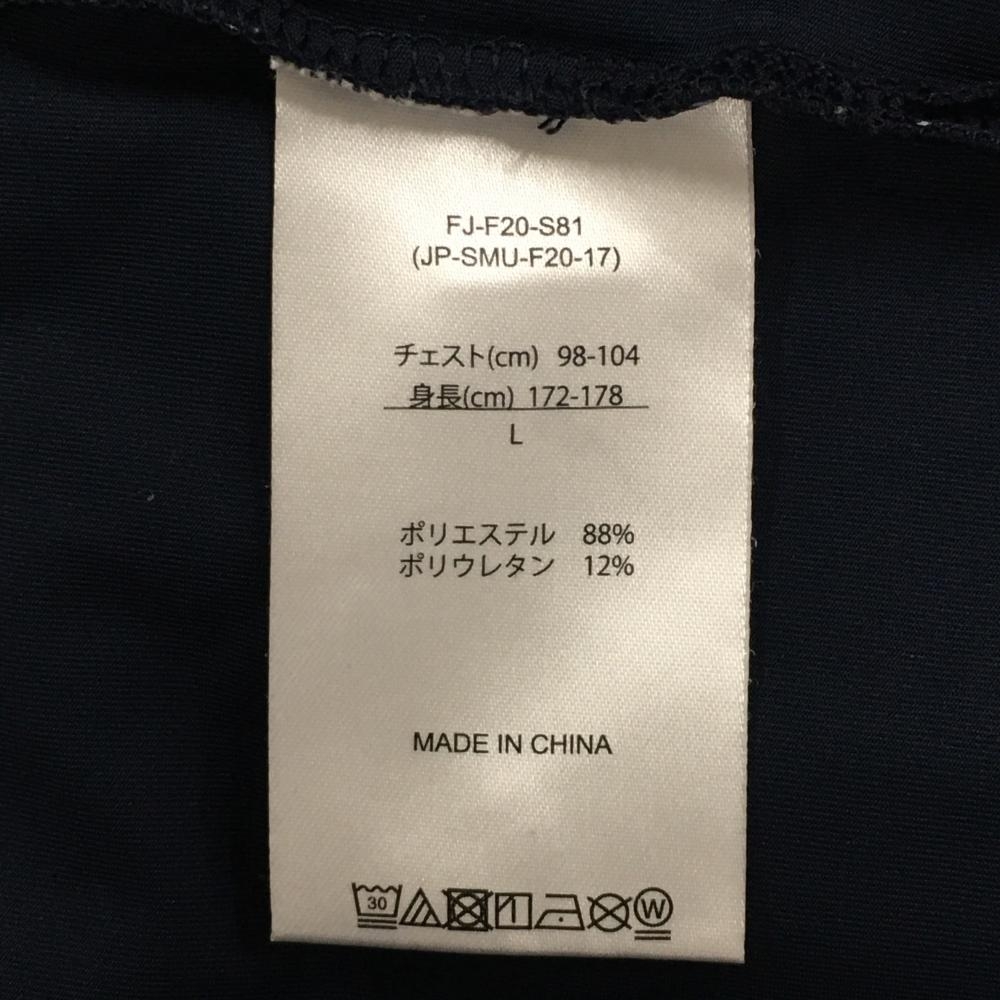 FJ-F20-S81
(JP-SMU-F20-17)
チェスト(cm) 98-104
身長(cm) 172-178
L
ポリエステル 88%
ポリウレタン 12%
MADE IN CHINA
30 W